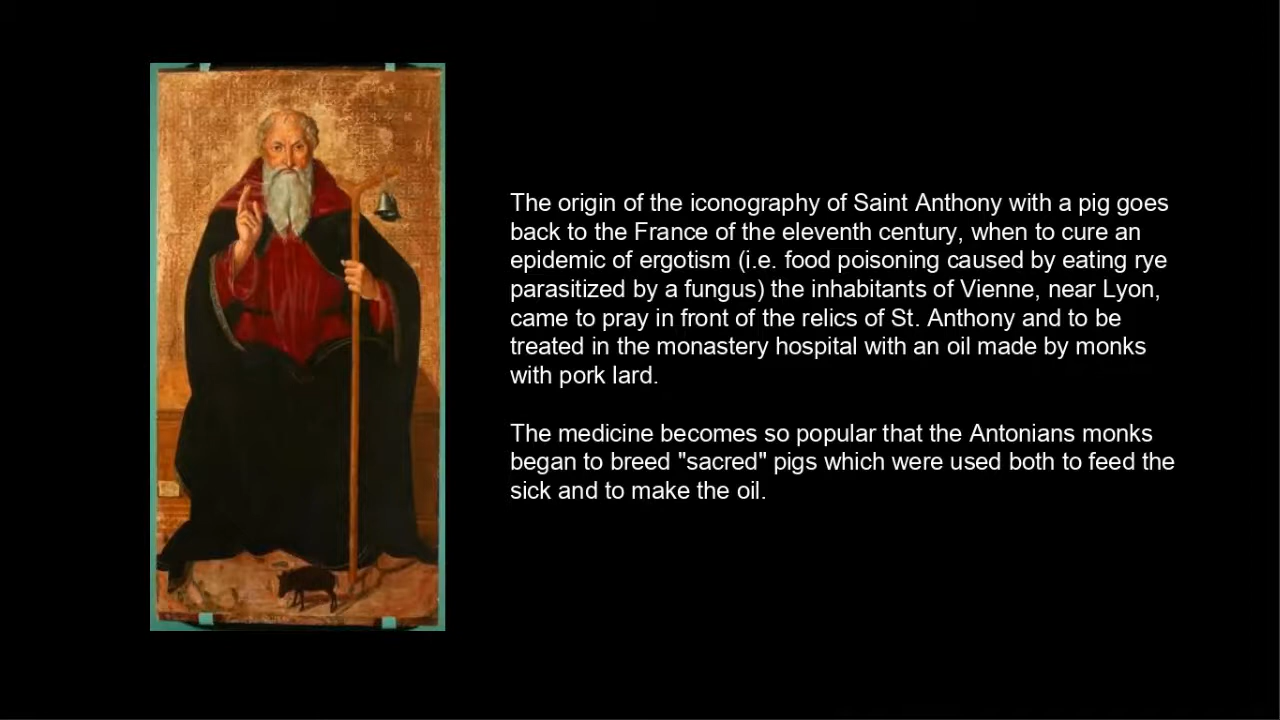 The origin of the iconography of Saint Anthony with a pig goes
back to the France of the eleventh century, when to cure an
epidemic of ergotism (i.e. food poisoning caused by eating rye
parasitized by a fungus) the inhabitants of Vienne, near Lyon,
came to pray in front of the relics of St. Anthony and to be
treated in the monastery hospital with an oil made by monks
with pork lard.
The medicine becomes so popular that the Antonians monks
began to breed "sacred" pigs which were used both to feed the
sick and to make the oil.